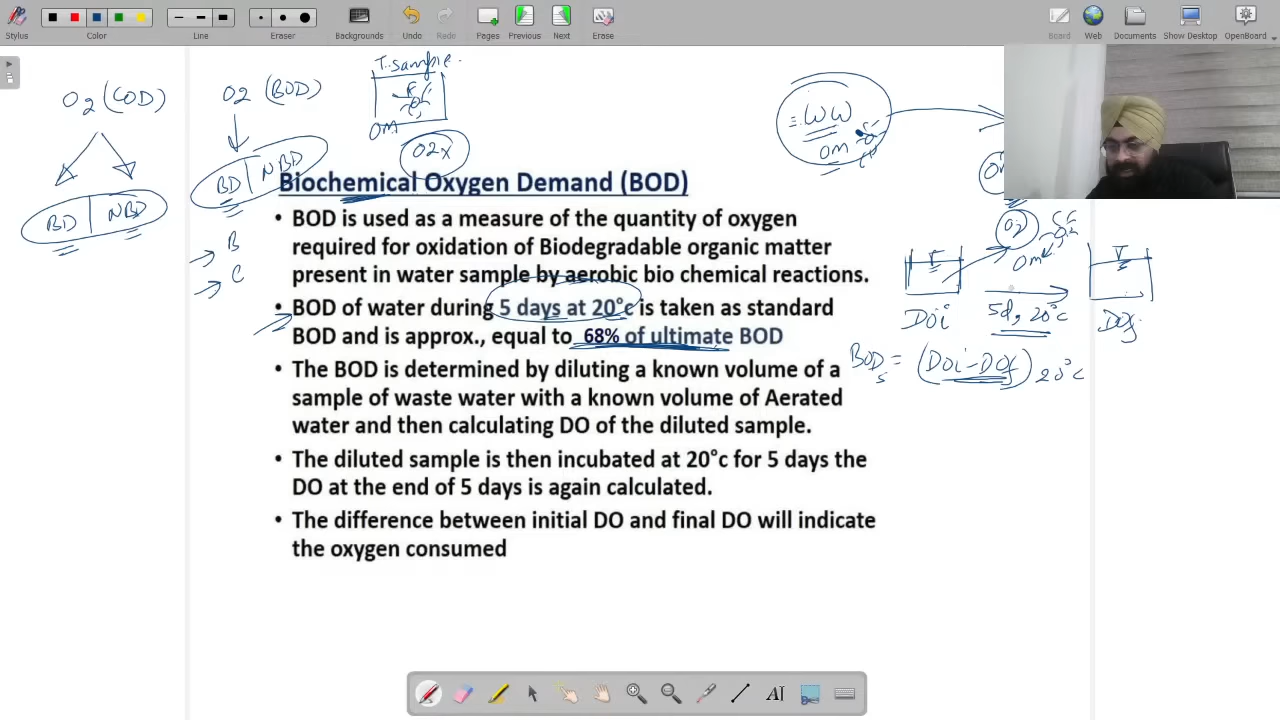 Stylus
Color
Line
Eraser
Backgrounds
Undo
Redo
Pages
Previous
Next
Erase
Board
Web
Documents
Show Desktop
OpenBoard
O2 (COD)
BD | NBD
O2 (BOD)
BD | NBD
B
C
T. sample
OM
O2x
WW
OM
Biochemical Oxygen Demand (BOD)
• BOD is used as a measure of the quantity of oxygen
required for oxidation of Biodegradable organic matter
present in water sample by aerobic bio chemical reactions.
• BOD of water during 5 days at 20°c is taken as standard
BOD and is approx., equal to 68% of ultimate BOD
• The BOD is determined by diluting a known volume of a
sample of waste water with a known volume of Aerated
water and then calculating DO of the diluted sample.
• The diluted sample is then incubated at 20°c for 5 days the
DO at the end of 5 days is again calculated.
• The difference between initial DO and final DO will indicate
the oxygen consumed
O2
OM
DOi
5d, 20°C
DOf
BOD5 = (DOi - DOf) 20°C